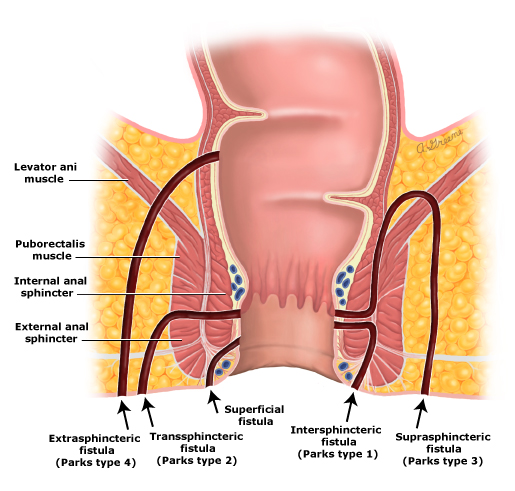 A. Greene
Levator ani
muscle
Puborectalis
muscle
Internal anal
sphincter
External anal
sphincter
Superficial
fistula
Extrasphincteric
fistula
(Parks type 4)
Transsphincteric
fistula
(Parks type 2)
Intersphincteric
fistula
(Parks type 1)
Suprasphincteric
fistula
(Parks type 3)